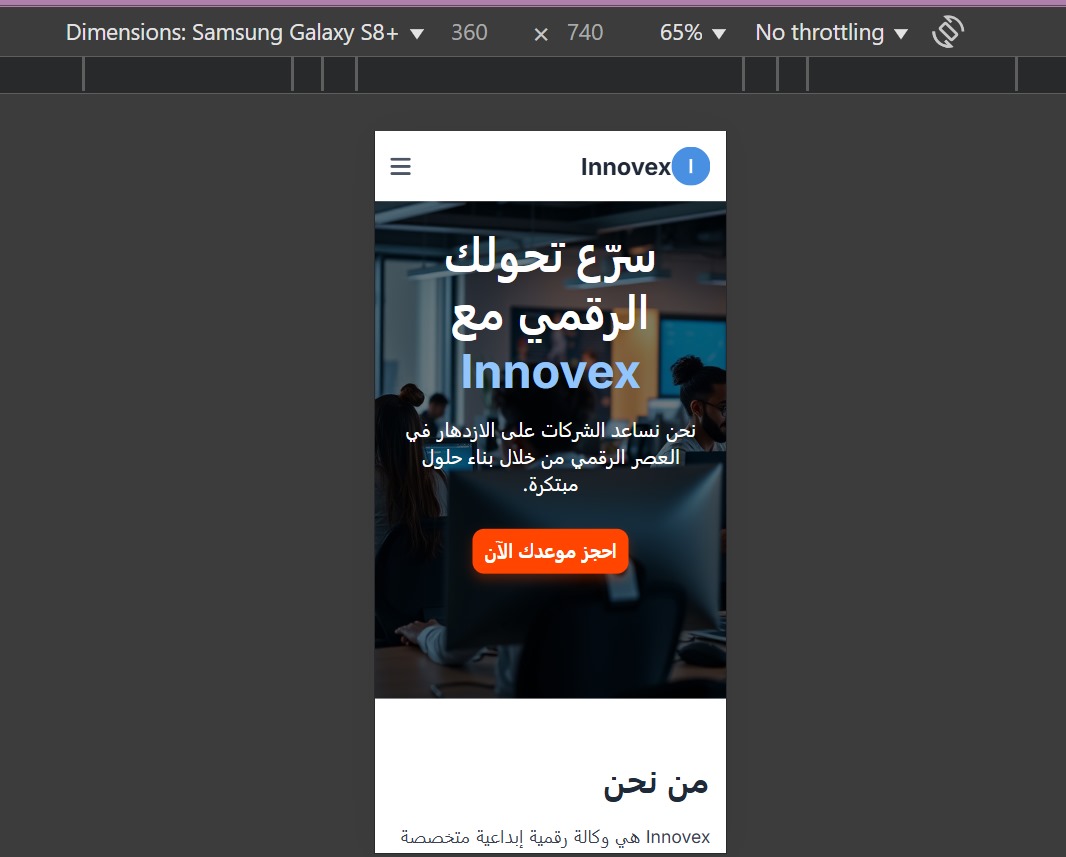 Dimensions: Samsung Galaxy S8+ 360 × 740 65% No throttling
Innovex I
سرّع تحولك
الرقمي مع
Innovex
نحن نساعد الشركات على الازدهار في
العصر الرقمي من خلال بناء حلول
مبتكرة.
احجز موعدك الآن
من نحن
Innovex هي وكالة رقمية إبداعية متخصصة